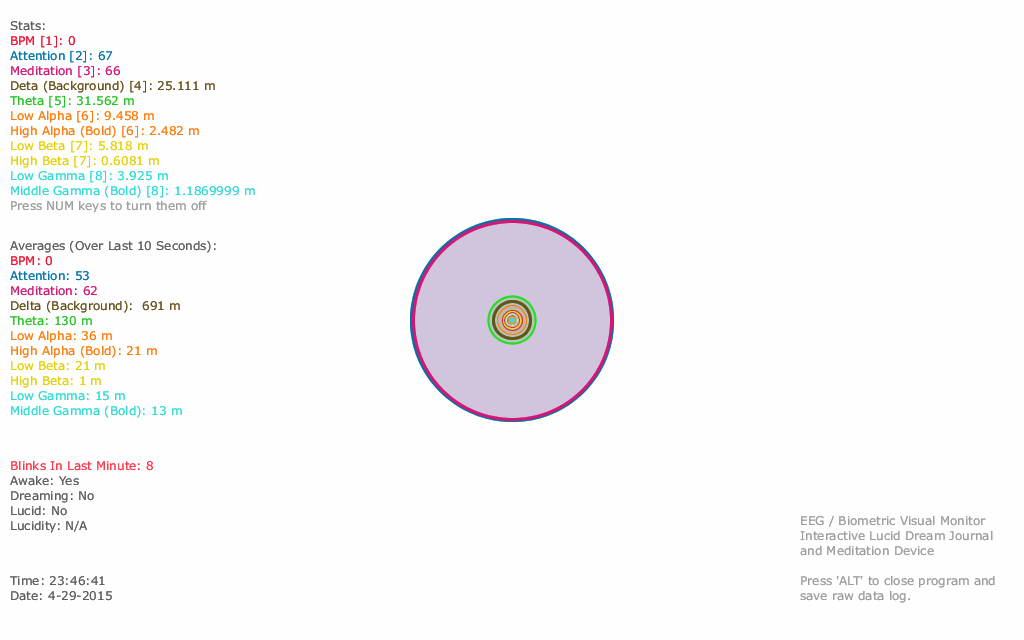 Stats:
BPM [1]: 0
Attention [2]: 67
Meditation [3]: 66
Deta (Background) [4]: 25.111 m
Theta [5]: 31.562 m
Low Alpha [6]: 9.458 m
High Alpha (Bold) [6]: 2.482 m
Low Beta [7]: 5.818 m
High Beta [7]: 0.6081 m
Low Gamma [8]: 3.925 m
Middle Gamma (Bold) [8]: 1.1869999 m
Press NUM keys to turn them off
Averages (Over Last 10 Seconds):
BPM: 0
Attention: 53
Meditation: 62
Delta (Background):  691 m
Theta: 130 m
Low Alpha: 36 m
High Alpha (Bold): 21 m
Low Beta: 21 m
High Beta: 1 m
Low Gamma: 15 m
Middle Gamma (Bold): 13 m
Blinks In Last Minute: 8
Awake: Yes
Dreaming: No
Lucid: No
Lucidity: N/A
Time: 23:46:41
Date: 4-29-2015
EEG / Biometric Visual Monitor
Interactive Lucid Dream Journal
and Meditation Device
Press 'ALT' to close program and
save raw data log.